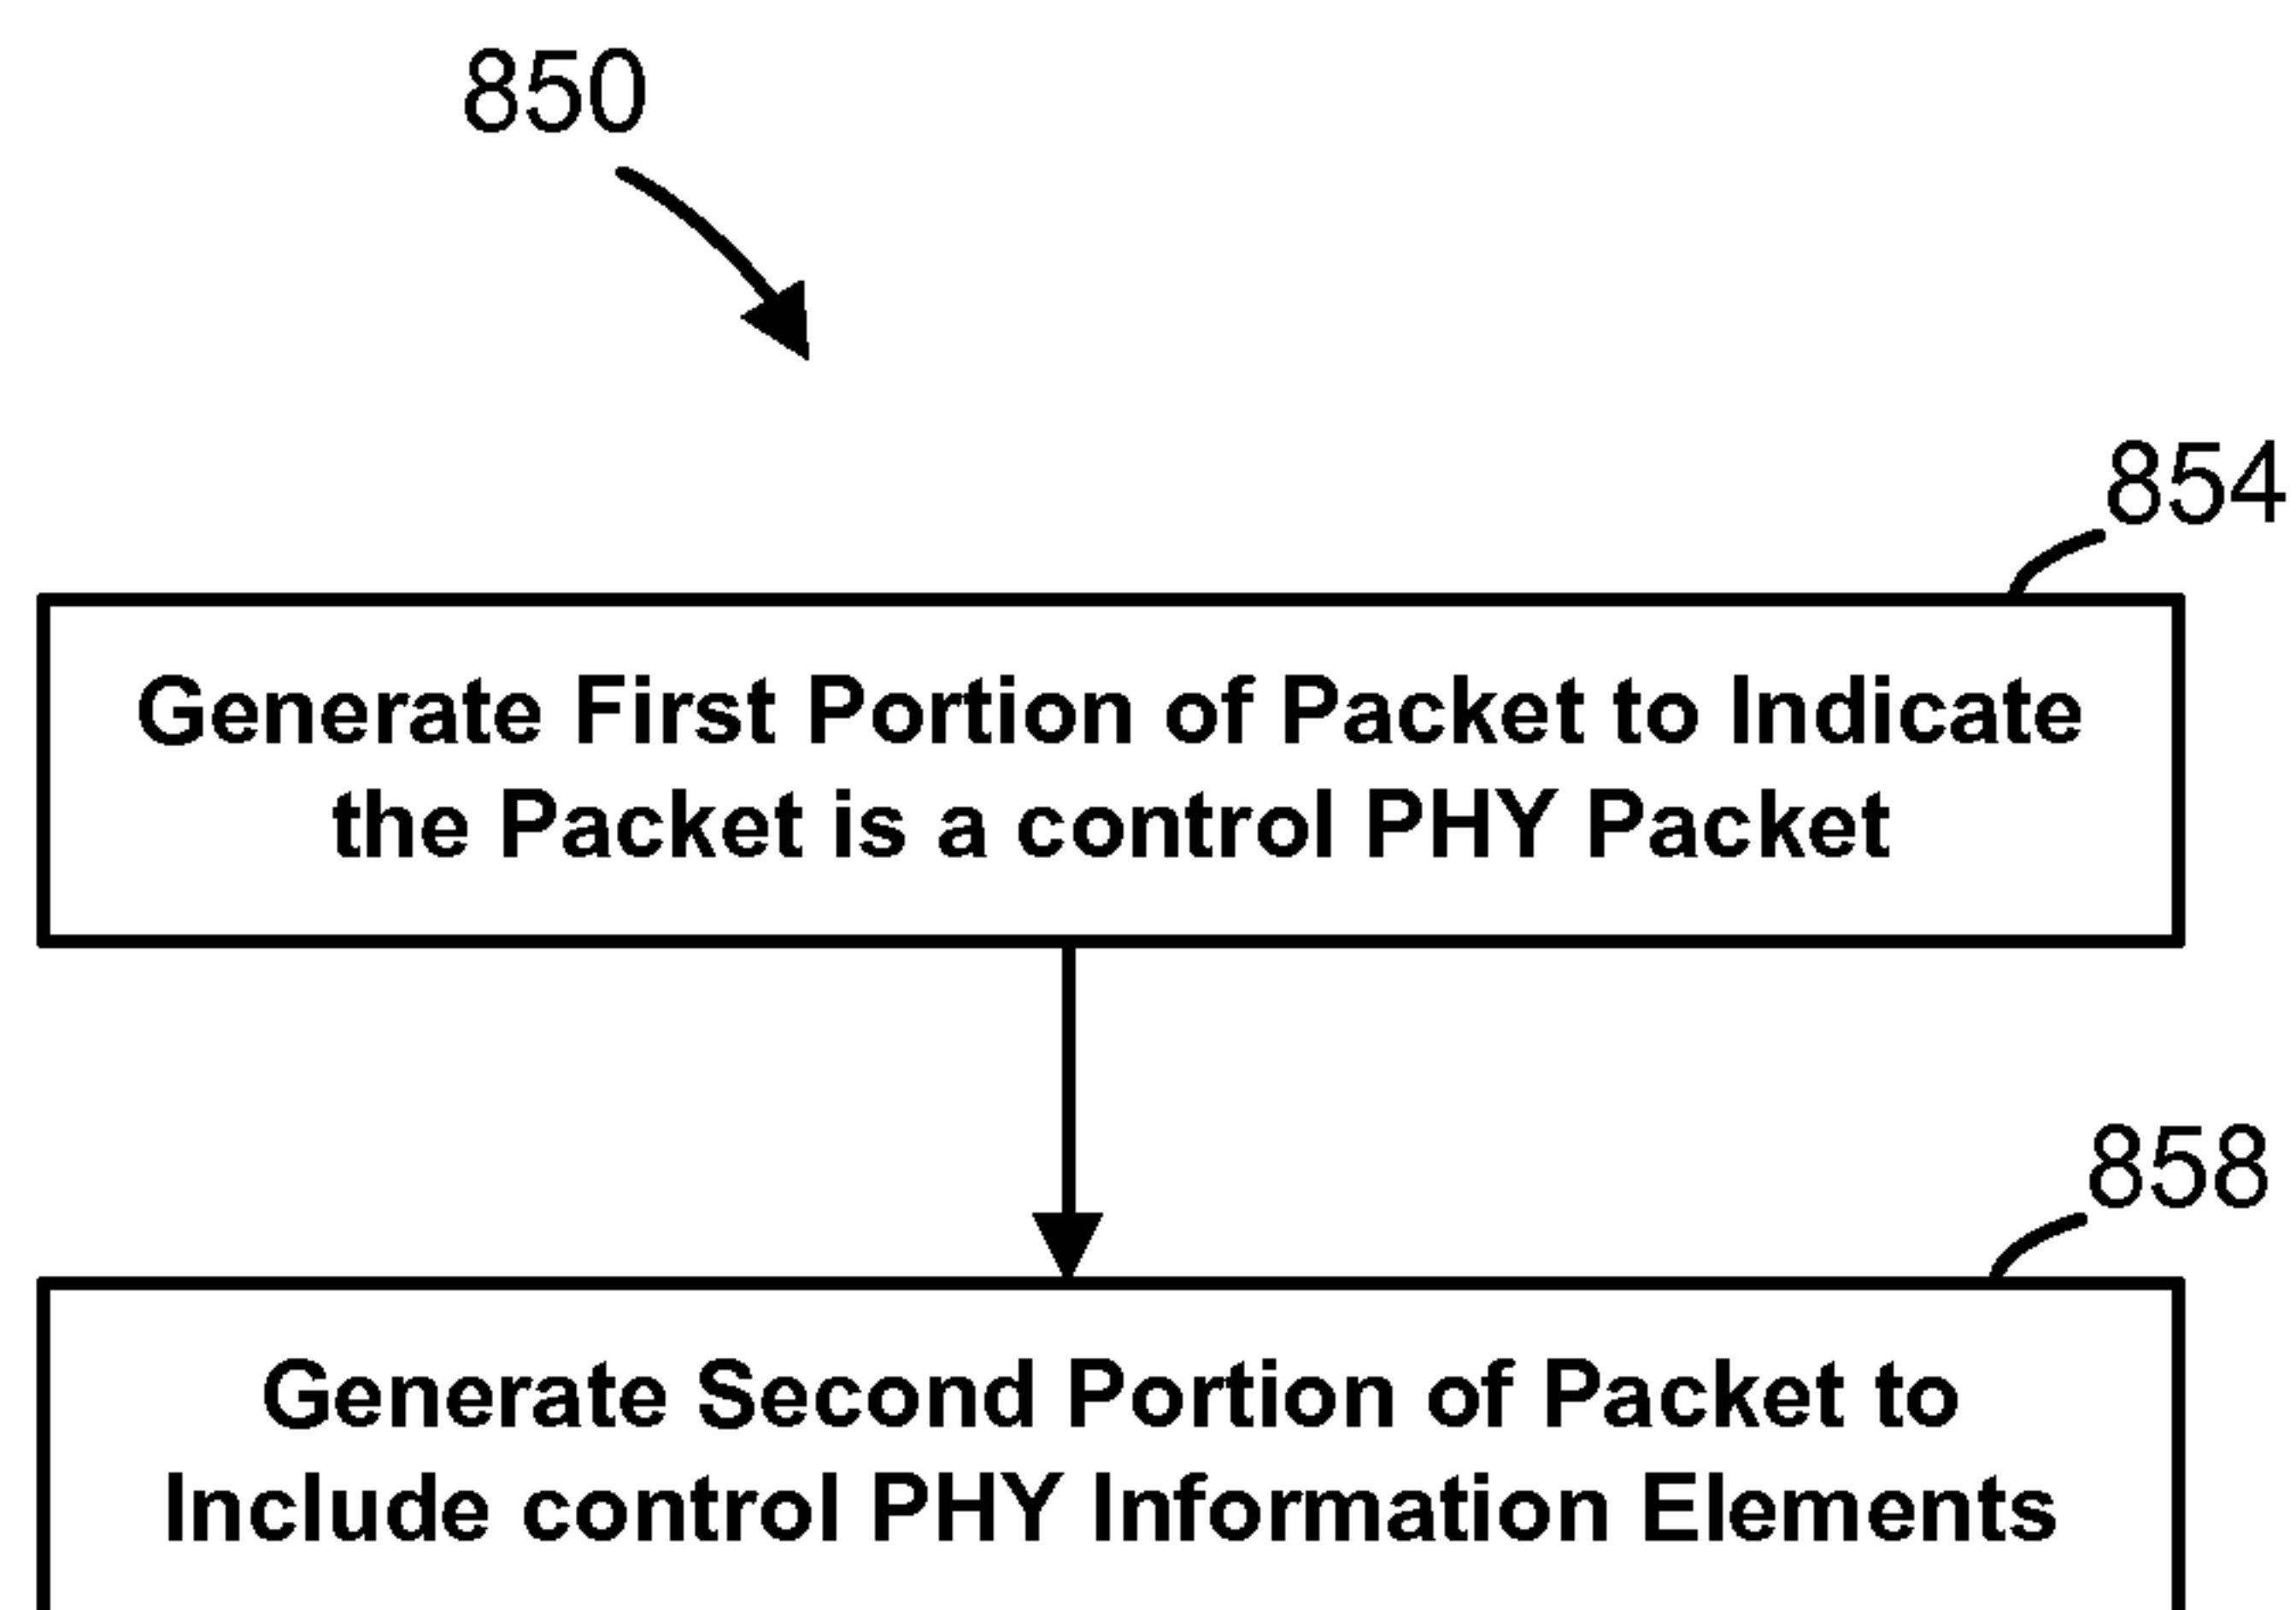 850
854
Generate First Portion of Packet to Indicate
the Packet is a control PHY Packet
858
Generate Second Portion of Packet to
Include control PHY Information Elements